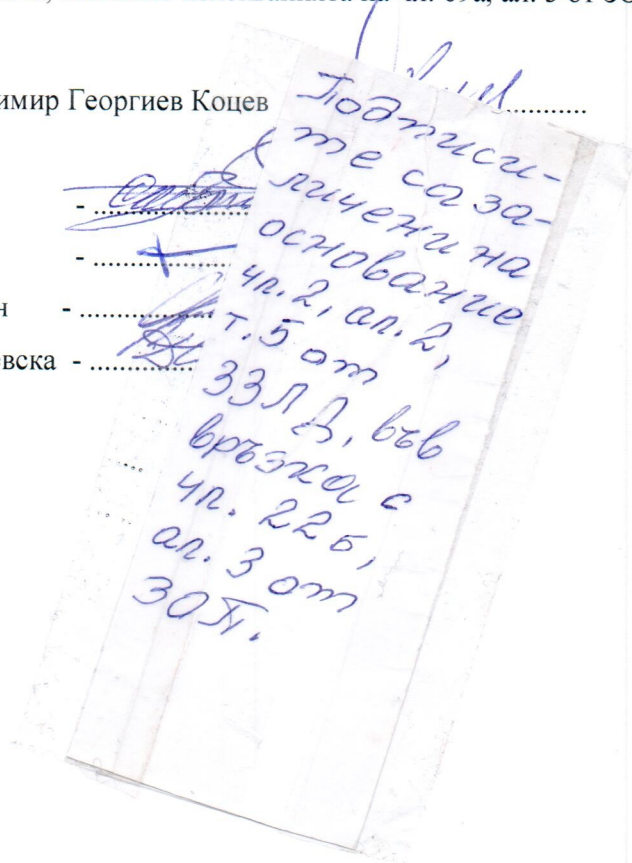 имир Георгиев Коцев ............
- ............
- ............
н - ............
евска - ............
Подписи-
те са за-
личени на
основание
чл. 2, ал. 2,
т. 5 от
ЗЗЛД, във
връзка с
чл. 22б,
ал. 3 от
ЗОП.